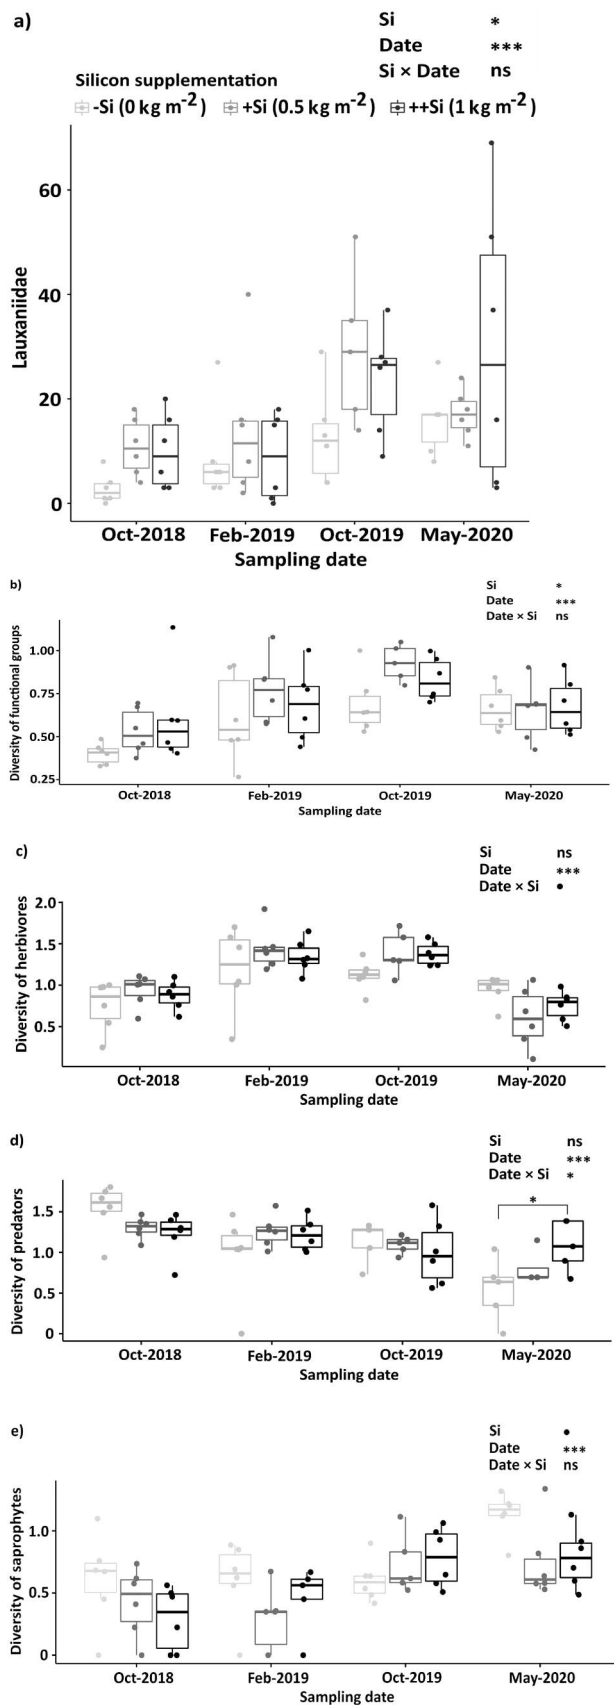 a)
Si *
Date ***
Si × Date ns
Silicon supplementation
-Si (0 kg m-2) +Si (0.5 kg m-2) ++Si (1 kg m-2)
60
40
20
0
Lauxaniidae
Oct-2018 Feb-2019 Oct-2019 May-2020
Sampling date
b)
Si *
Date ***
Date × Si ns
1.00
0.75
0.50
0.25
Diversity of functional groups
Oct-2018 Feb-2019 Oct-2019 May-2020
Sampling date
c)
Si ns
Date ***
Date × Si •
2.0
1.5
1.0
0.5
Diversity of herbivores
Oct-2018 Feb-2019 Oct-2019 May-2020
Sampling date
d)
Si ns
Date ***
Date × Si *
*
1.5
1.0
0.5
0
Diversity of predators
Oct-2018 Feb-2019 Oct-2019 May-2020
Sampling date
e)
Si •
Date ***
Date × Si ns
1.0
0.5
0
Diversity of saprophytes
Oct-2018 Feb-2019 Oct-2019 May-2020
Sampling date